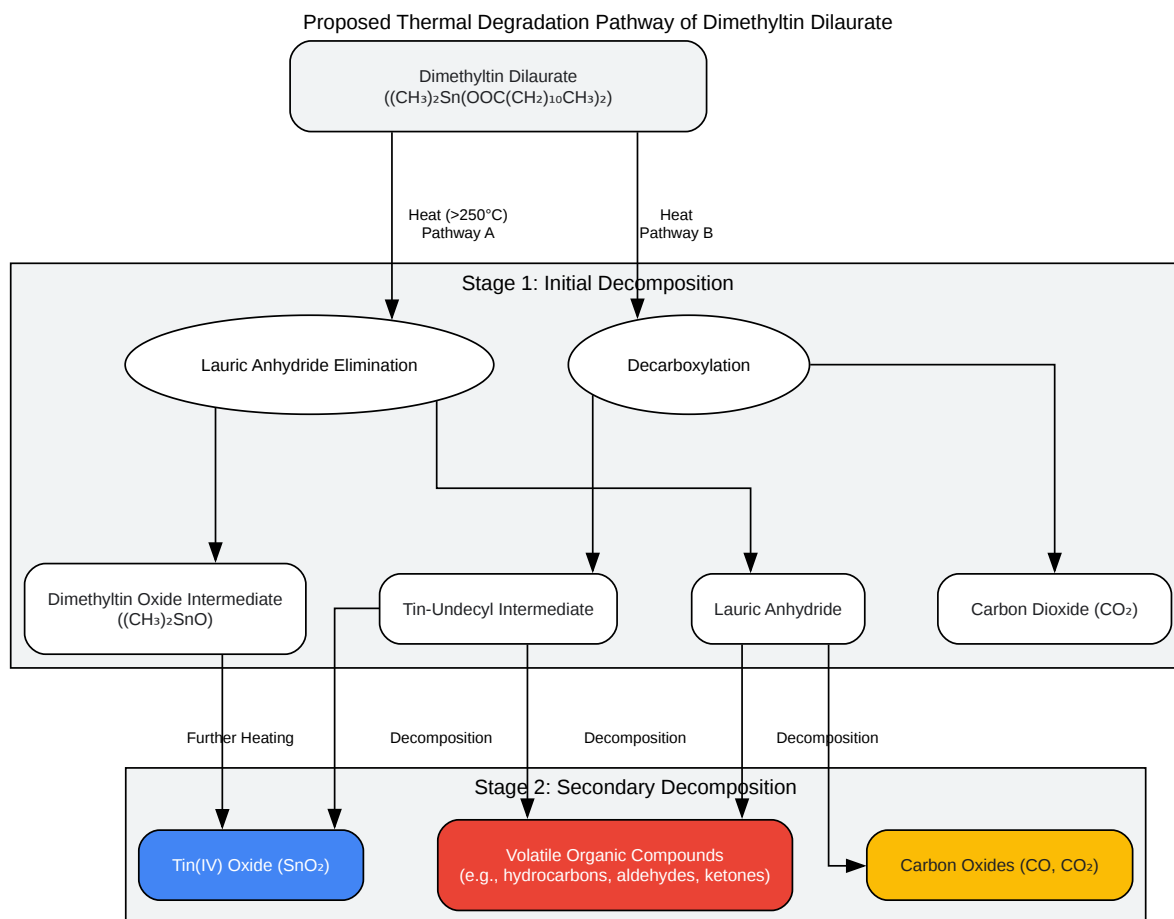 Proposed Thermal Degradation Pathway of Dimethyltin Dilaurate
Dimethyltin Dilaurate
((CH₃)₂Sn(OOC(CH₂)₁₀CH₃)₂)
Heat (>250°C)
Pathway A
Heat
Pathway B
Stage 1: Initial Decomposition
Lauric Anhydride Elimination
Decarboxylation
Dimethyltin Oxide Intermediate
((CH₃)₂SnO)
Tin-Undecyl Intermediate
Lauric Anhydride
Carbon Dioxide (CO₂)
Further Heating
Decomposition
Decomposition
Decomposition
Stage 2: Secondary Decomposition
Tin(IV) Oxide (SnO₂)
Volatile Organic Compounds
(e.g., hydrocarbons, aldehydes, ketones)
Carbon Oxides (CO, CO₂)